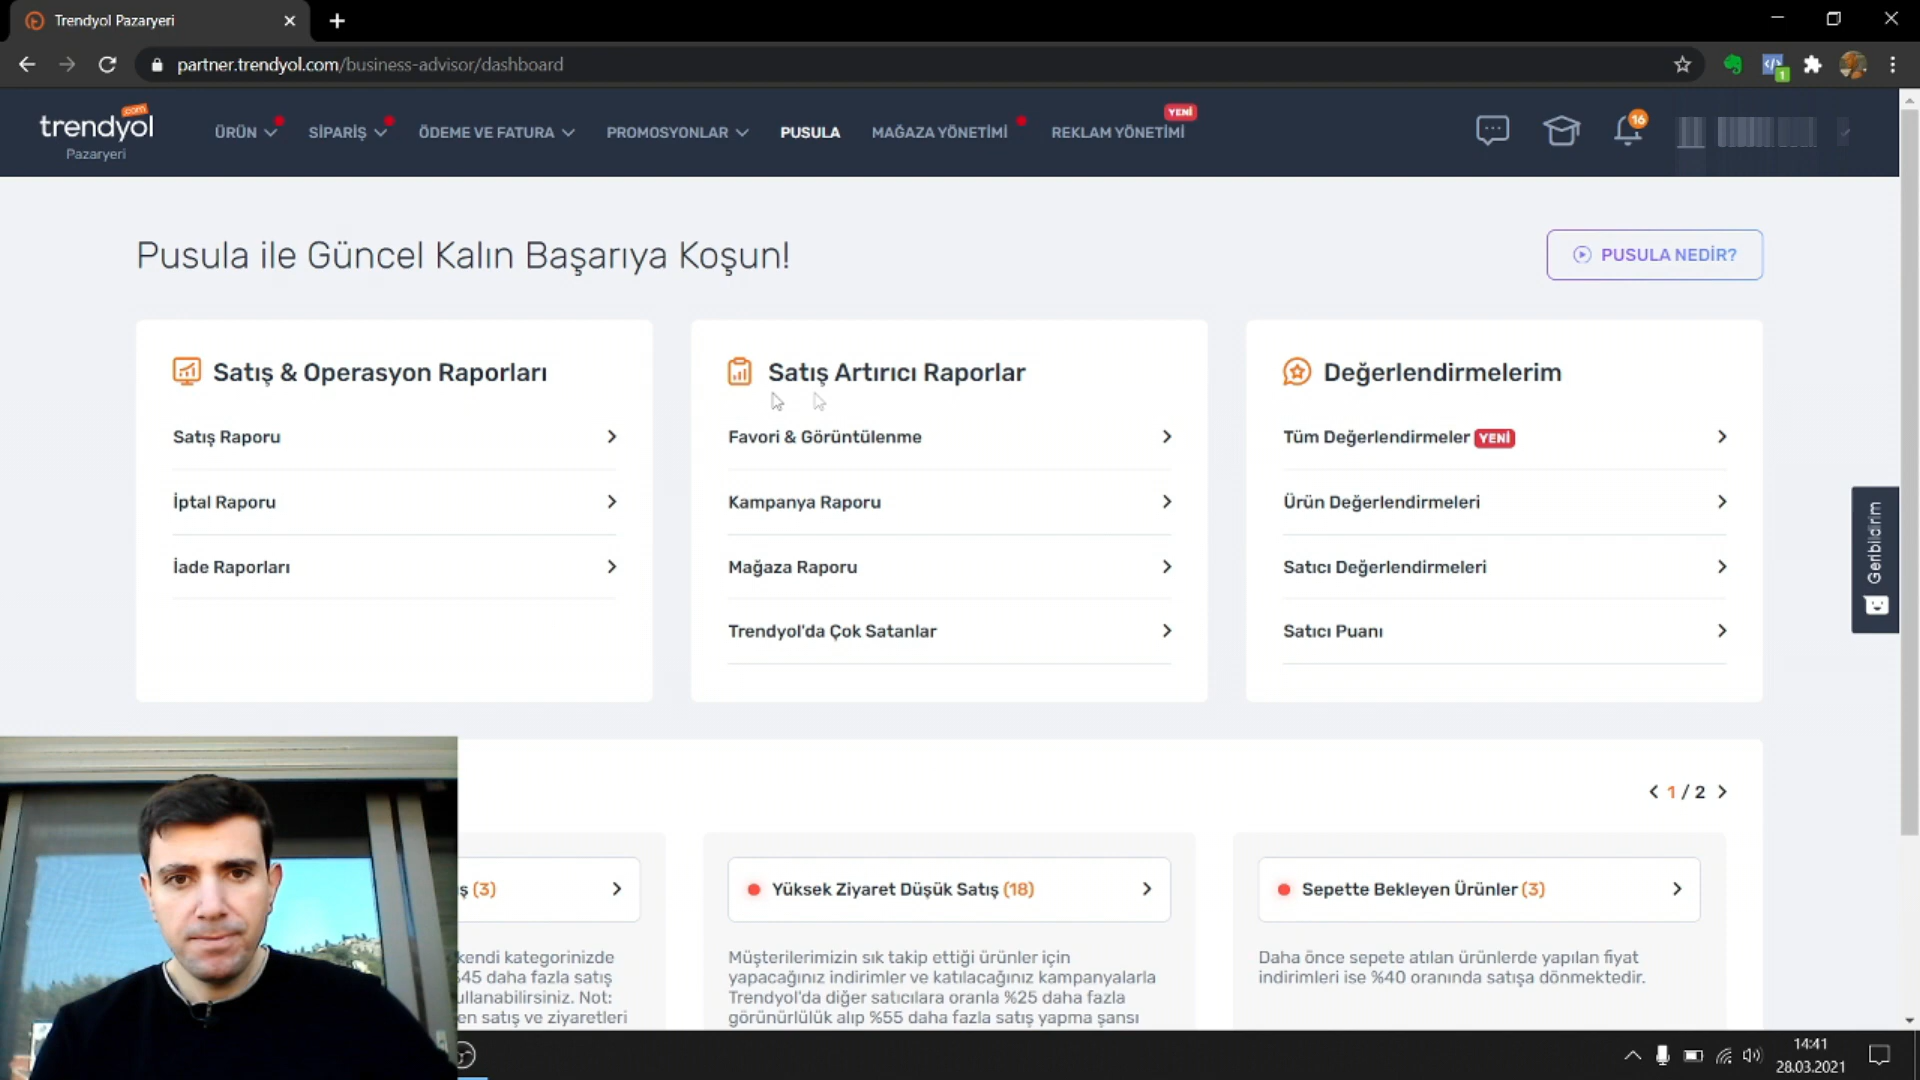 Trendyol Pazaryeri
partner.trendyol.com/business-advisor/dashboard
trendyol
.com
Pazaryeri
ÜRÜN
SİPARİŞ
ÖDEME VE FATURA
PROMOSYONLAR
PUSULA
MAĞAZA YÖNETİMİ
REKLAM YÖNETİMİ
YENİ
16
1
Pusula ile Güncel Kalın Başarıya Koşun!
PUSULA NEDİR?
Satış & Operasyon Raporları
Satış Raporu
İptal Raporu
İade Raporları
Satış Artırıcı Raporlar
Favori & Görüntülenme
Kampanya Raporu
Mağaza Raporu
Trendyol'da Çok Satanlar
Değerlendirmelerim
Tüm Değerlendirmeler YENİ
Ürün Değerlendirmeleri
Satıcı Değerlendirmeleri
Satıcı Puanı
Geribildirim
1 / 2
ş (3)
kendi kategorinizde
%45 daha fazla satış
ullanabilirsiniz. Not:
en satış ve ziyaretleri
Yüksek Ziyaret Düşük Satış (18)
Müşterilerimizin sık takip ettiği ürünler için
yapacağınız indirimler ve katılacağınız kampanyalarla
Trendyol'da diğer satıcılara oranla %25 daha fazla
görünürlülük alıp %55 daha fazla satış yapma şansı
Sepette Bekleyen Ürünler (3)
Daha önce sepete atılan ürünlerde yapılan fiyat
indirimleri ise %40 oranında satışa dönmektedir.
14:41
28.03.2021